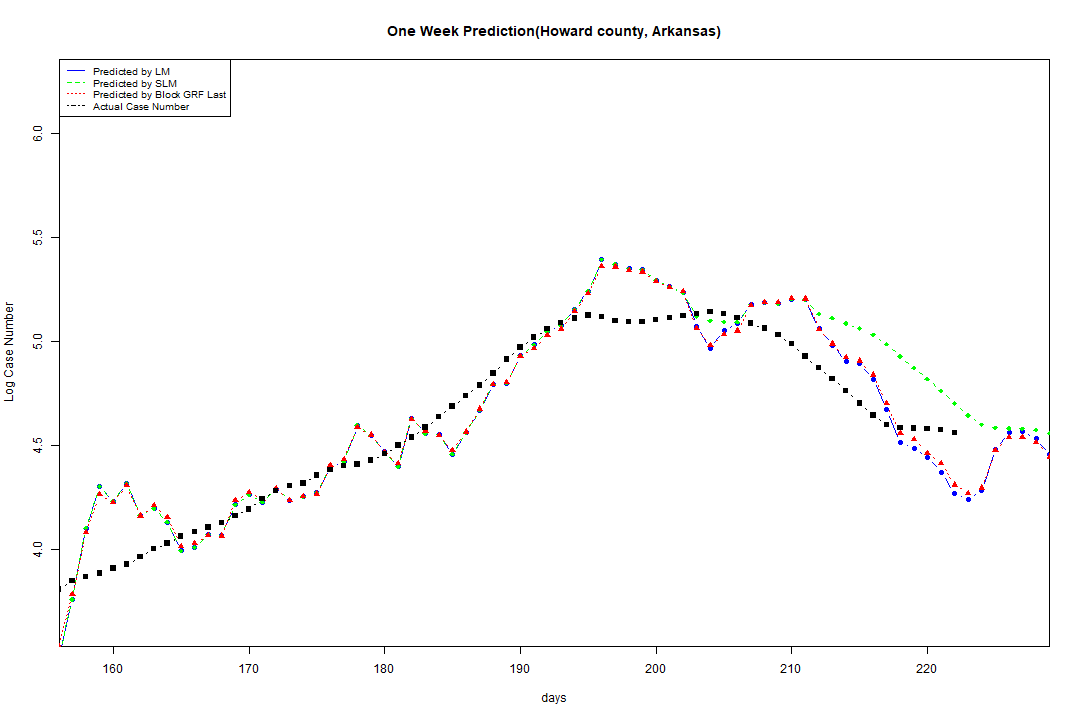 One Week Prediction(Howard county, Arkansas)
Predicted by LM
Predicted by SLM
Predicted by Block GRF Last
Actual Case Number
6.0
5.5
5.0
4.5
4.0
Log Case Number
160 170 180 190 200 210 220
days